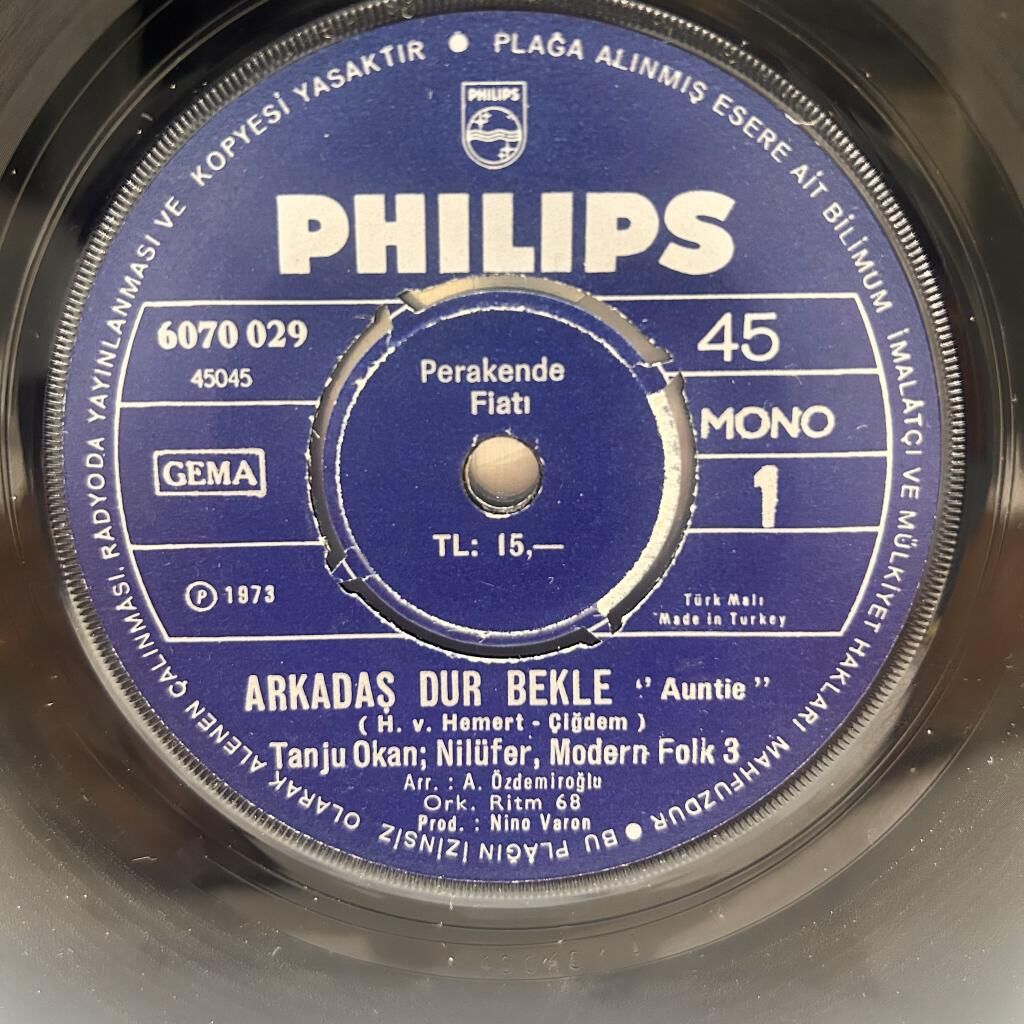 PLAĞA ALINMIŞ ESERE AİT BİLİMUM İMALÂTÇI VE MÜLKİYET HAKLARI MAHFUZDUR ● BU PLÂĞIN İZİNSİZ OLARAK ALENEN ÇALINMASI. RADYODA YAYINLANMASI VE KOPYESİ YASAKTIR ●
PHILIPS
PHILIPS
6070 029
45045
GEMA
℗ 1973
Perakende
Fiatı
TL: 15,—
45
MONO
1
Türk Malı
Made in Turkey
ARKADAŞ DUR BEKLE ‘’ Auntie ’’
( H. v. Hemert - Çiğdem )
Tanju Okan; Nilüfer, Modern Folk 3
Arr. : A. Özdemiroğlu
Ork. Ritm 68
Prod. : Nino Varon